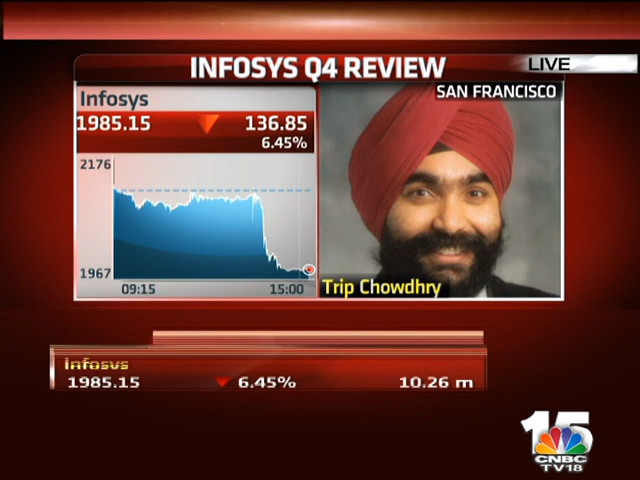 INFOSYS Q4 REVIEW
LIVE
SAN FRANCISCO
Infosys
1985.15 136.85
6.45%
2176
1967
09:15 15:00
Trip Chowdhry
Infosys
1985.15 6.45% 10.26 m
15
CNBC
TV18